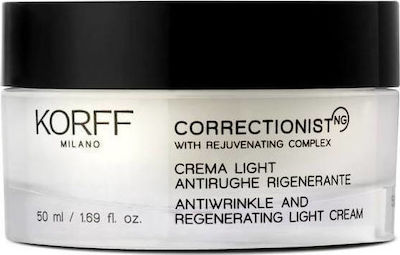 KORFF
MILANO
50 ml / 1.69 fl. oz.
CORRECTIONIST NG
WITH REJUVENATING COMPLEX
CREMA LIGHT
ANTIRUGHE RIGENERANTE
ANTIWRINKLE AND
REGENERATING LIGHT CREAM